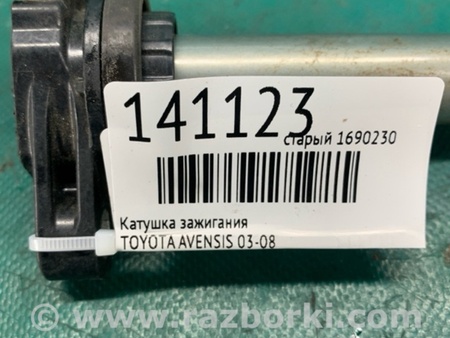 141123
старый 1690230
Катушка зажигания
TOYOTA AVENSIS 03-08
www.razborki.com